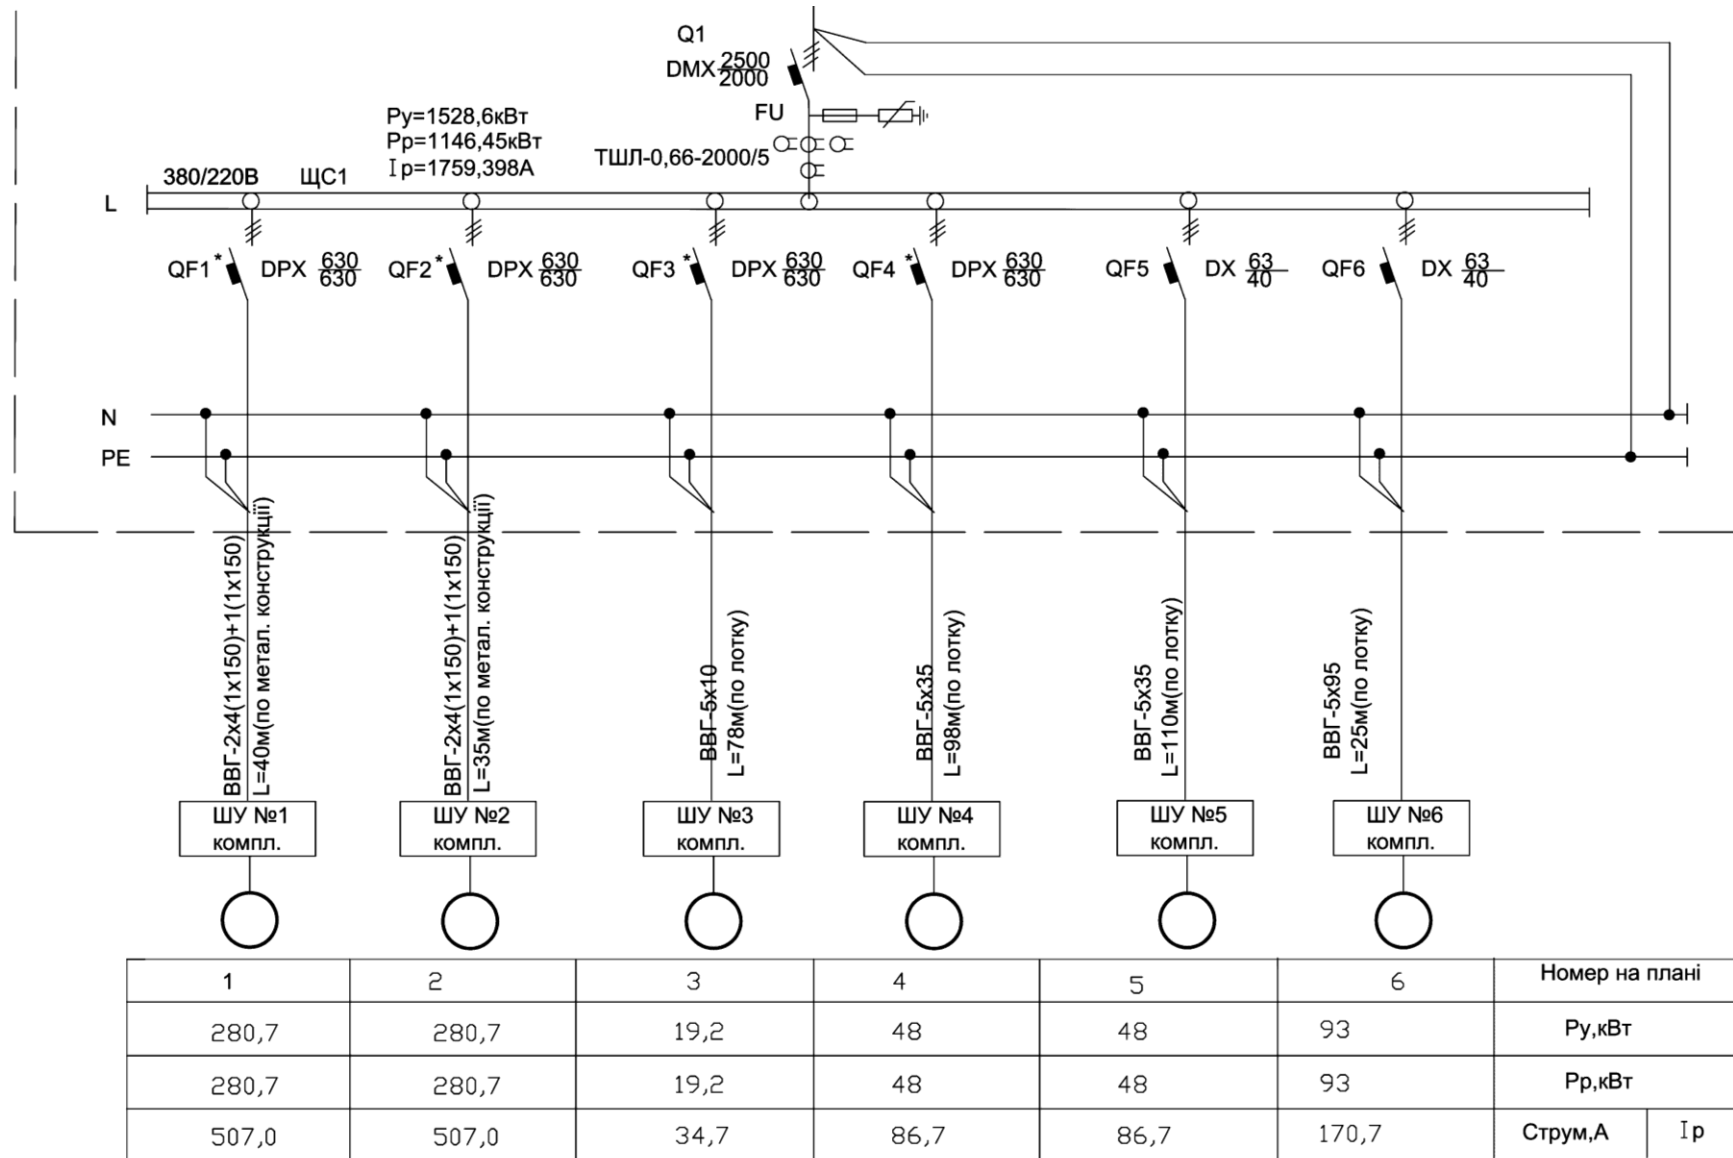 Q1
DMX 2500
2000
FU
Ру=1528,6кВт
Рр=1146,45кВт
Iр=1759,398А
ТШЛ-0,66-2000/5
380/220В ЩС1
L
QF1* DPX 630
630
QF2* DPX 630
630
QF3* DPX 630
630
QF4* DPX 630
630
QF5 DX 63
40
QF6 DX 63
40
N
PE
ВВГ-2х4(1х150)+1(1х150)
L=40м(по метал. конструкції)
ВВГ-2х4(1х150)+1(1х150)
L=35м(по метал. конструкції)
ВВГ-5х10
L=78м(по лотку)
ВВГ-5х35
L=98м(по лотку)
ВВГ-5х35
L=110м(по лотку)
ВВГ-5х95
L=25м(по лотку)
ШУ №1
компл.
ШУ №2
компл.
ШУ №3
компл.
ШУ №4
компл.
ШУ №5
компл.
ШУ №6
компл.
1 2 3 4 5 6 Номер на плані
280,7 280,7 19,2 48 48 93 Ру,кВт
280,7 280,7 19,2 48 48 93 Рр,кВт
507,0 507,0 34,7 86,7 86,7 170,7 Струм,А Iр